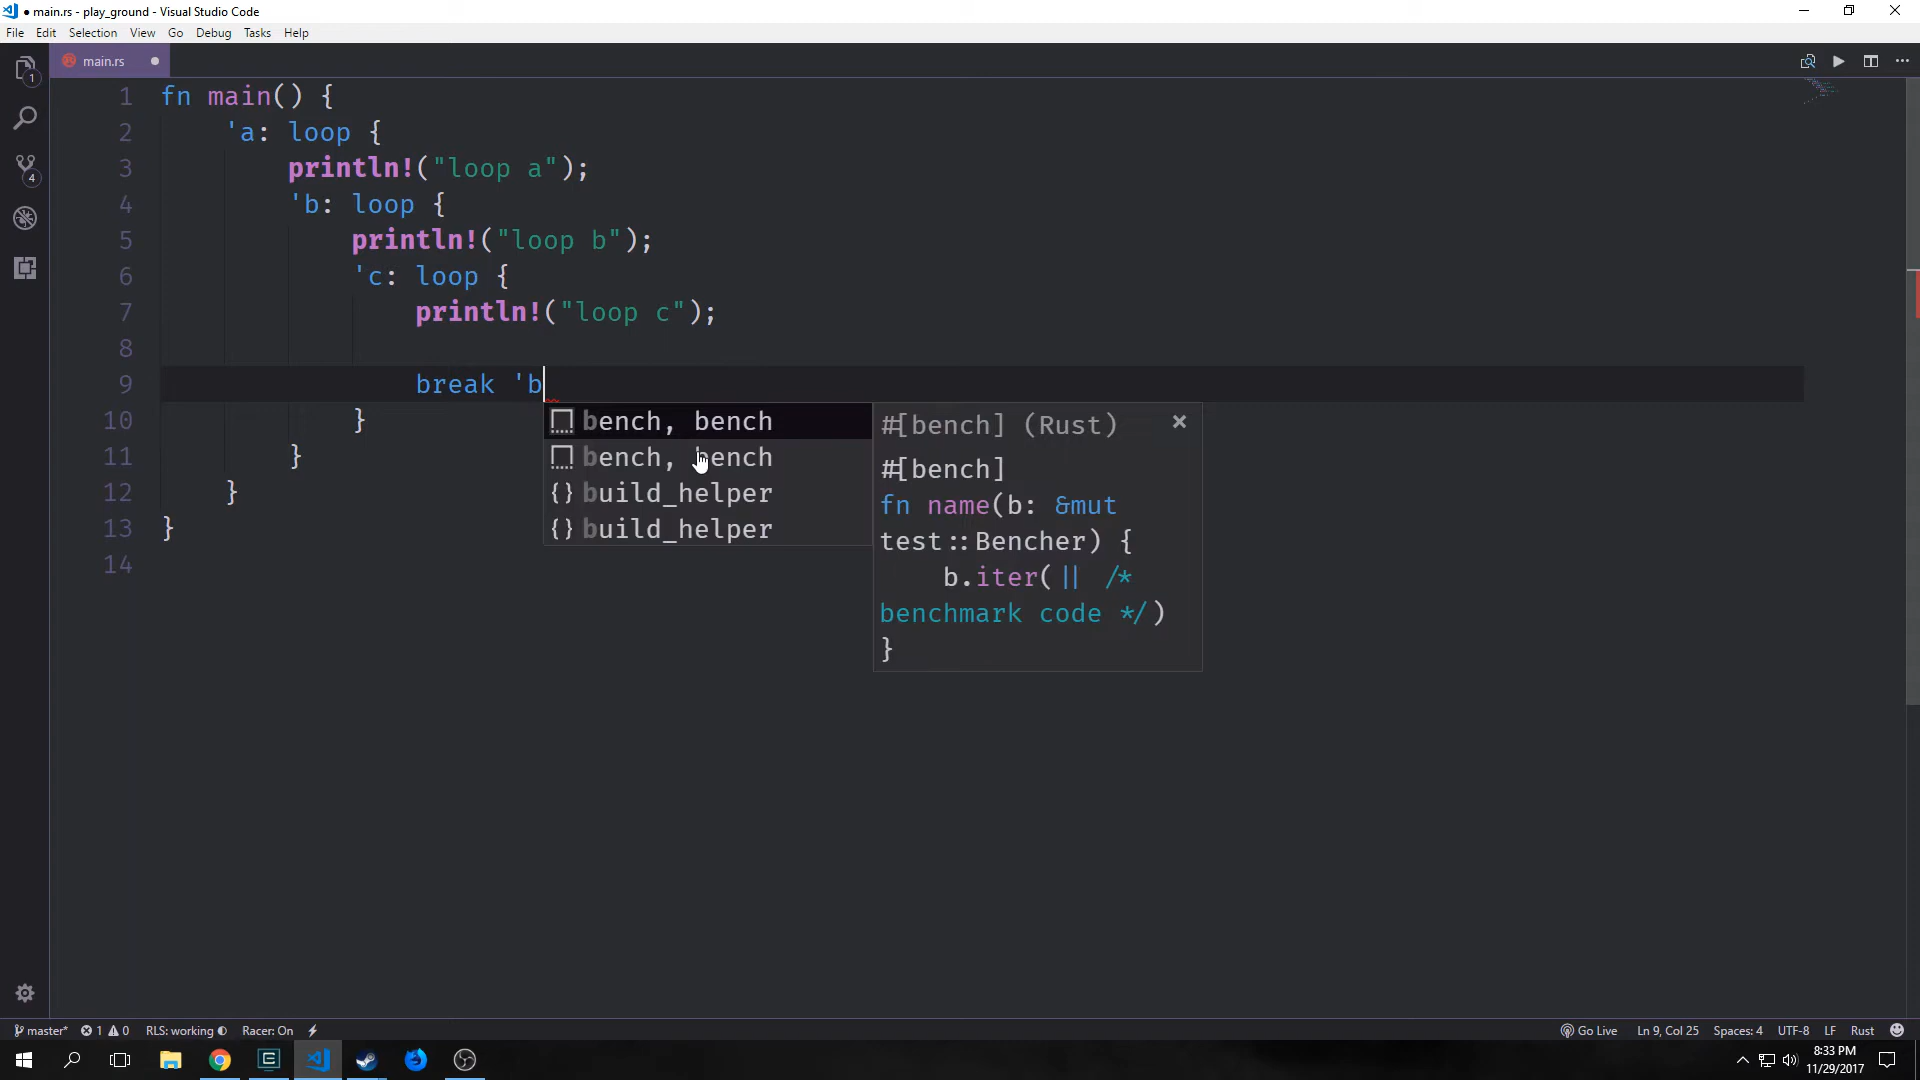 ● main.rs - play_ground - Visual Studio Code
File Edit Selection View Go Debug Tasks Help
main.rs
1 fn main() {
2 'a: loop {
3 println!("loop a");
4 'b: loop {
5 println!("loop b");
6 'c: loop {
7 println!("loop c");
8
9 break 'b
10 }
11 }
12 }
13 }
14
bench, bench
bench, bench
build_helper
build_helper
#[bench] (Rust)
#[bench]
fn name(b: &mut
test::Bencher) {
b.iter(|| /*
benchmark code */)
}
1
4
master* 1 0 RLS: working Racer: On
Go Live Ln 9, Col 25 Spaces: 4 UTF-8 LF Rust
8:33 PM
11/29/2017